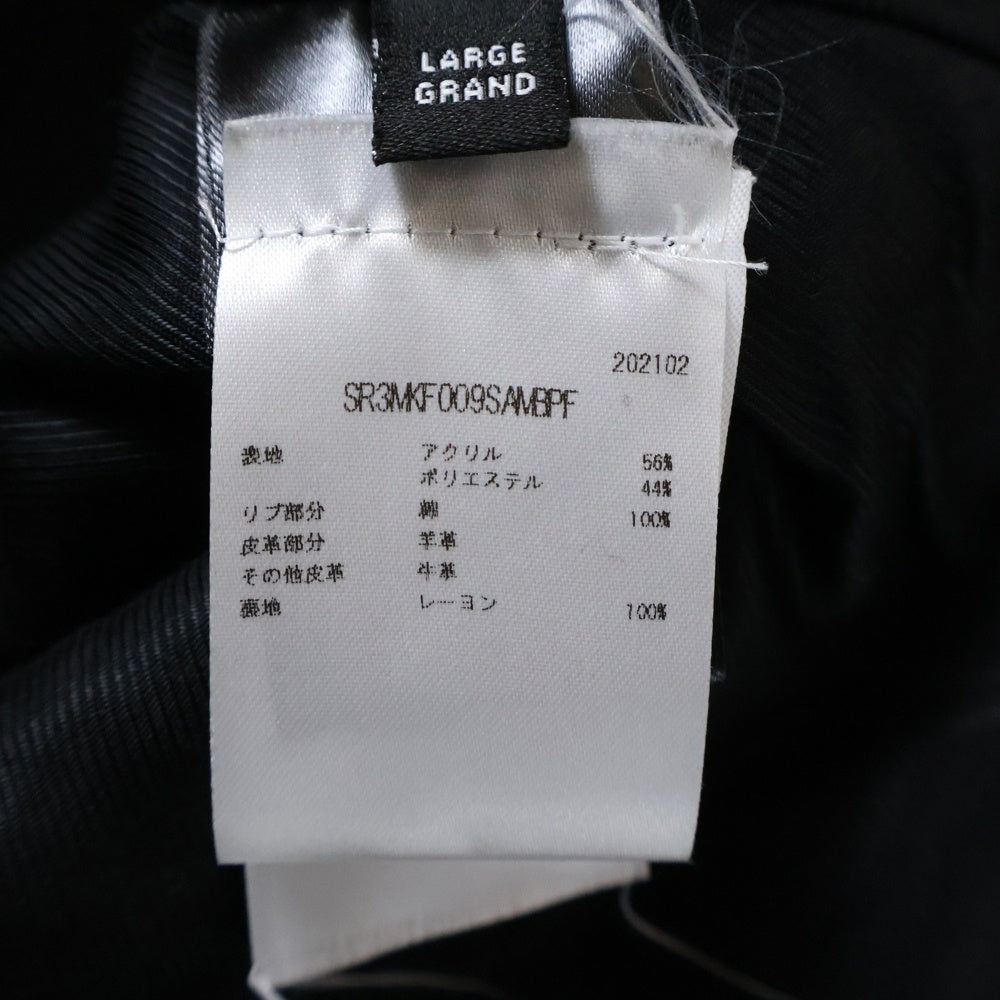 LARGE
GRAND
202102
SR3MKF009SAMBPF
表地 アクリル 56%
ポリエステル 44%
リブ部分 綿 100%
皮革部分 羊革
その他皮革 牛革
裏地 レーヨン 100%